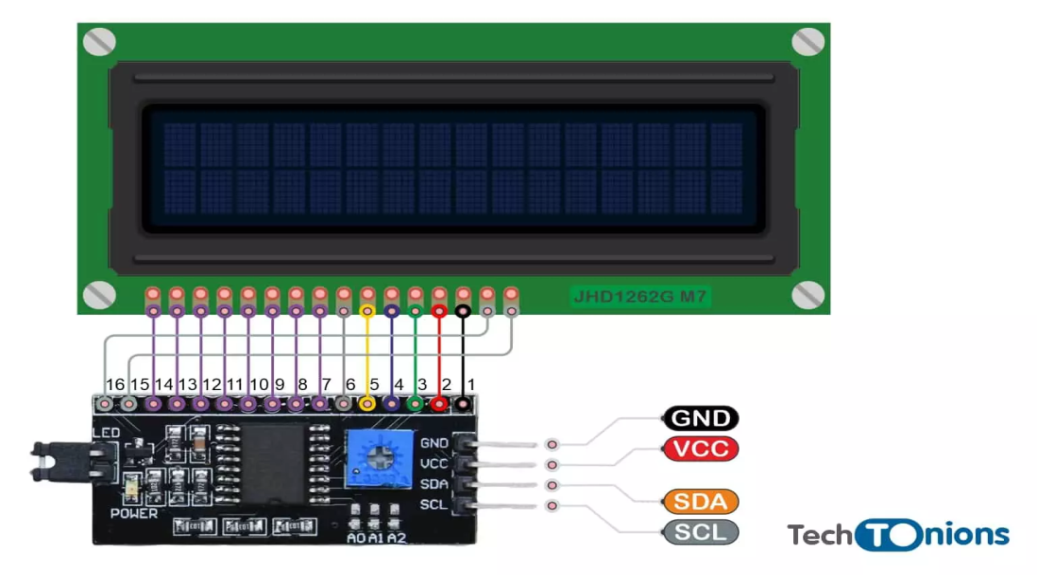 JHD1262G M7
16 15 14 13 12 11 10 9 8 7 6 5 4 3 2 1
LED
GND
VCC
SDA
SCL
POWER
A0 A1 A2
GND
VCC
SDA
SCL
TechTOnions